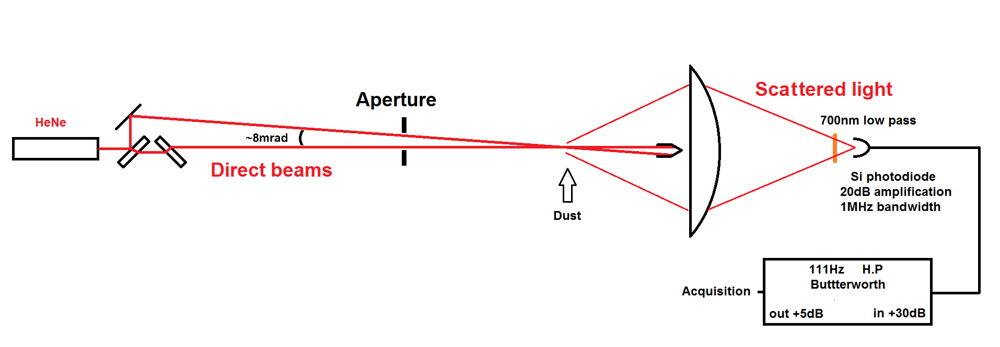 HeNe
Aperture
~8mrad
Direct beams
Dust
Scattered light
700nm low pass
Si photodiode
20dB amplification
1MHz bandwidth
111Hz H.P
Buttterworth
Acquisition
out +5dB in +30dB